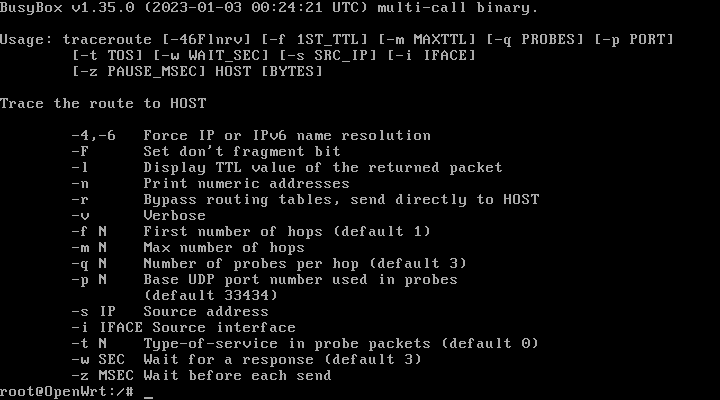 BusyBox v1.35.0 (2023-01-03 00:24:21 UTC) multi-call binary.
Usage: traceroute [-46Flnrv] [-f 1ST_TTL] [-m MAXTTL] [-q PROBES] [-p PORT]
[-t TOS] [-w WAIT_SEC] [-s SRC_IP] [-i IFACE]
[-z PAUSE_MSEC] HOST [BYTES]
Trace the route to HOST
-4,-6 Force IP or IPv6 name resolution
-F Set don't fragment bit
-l Display TTL value of the returned packet
-n Print numeric addresses
-r Bypass routing tables, send directly to HOST
-v Verbose
-f N First number of hops (default 1)
-m N Max number of hops
-q N Number of probes per hop (default 3)
-p N Base UDP port number used in probes
(default 33434)
-s IP Source address
-i IFACE Source interface
-t N Type-of-service in probe packets (default 0)
-w SEC Wait for a response (default 3)
-z MSEC Wait before each send
root@OpenWrt:/# _